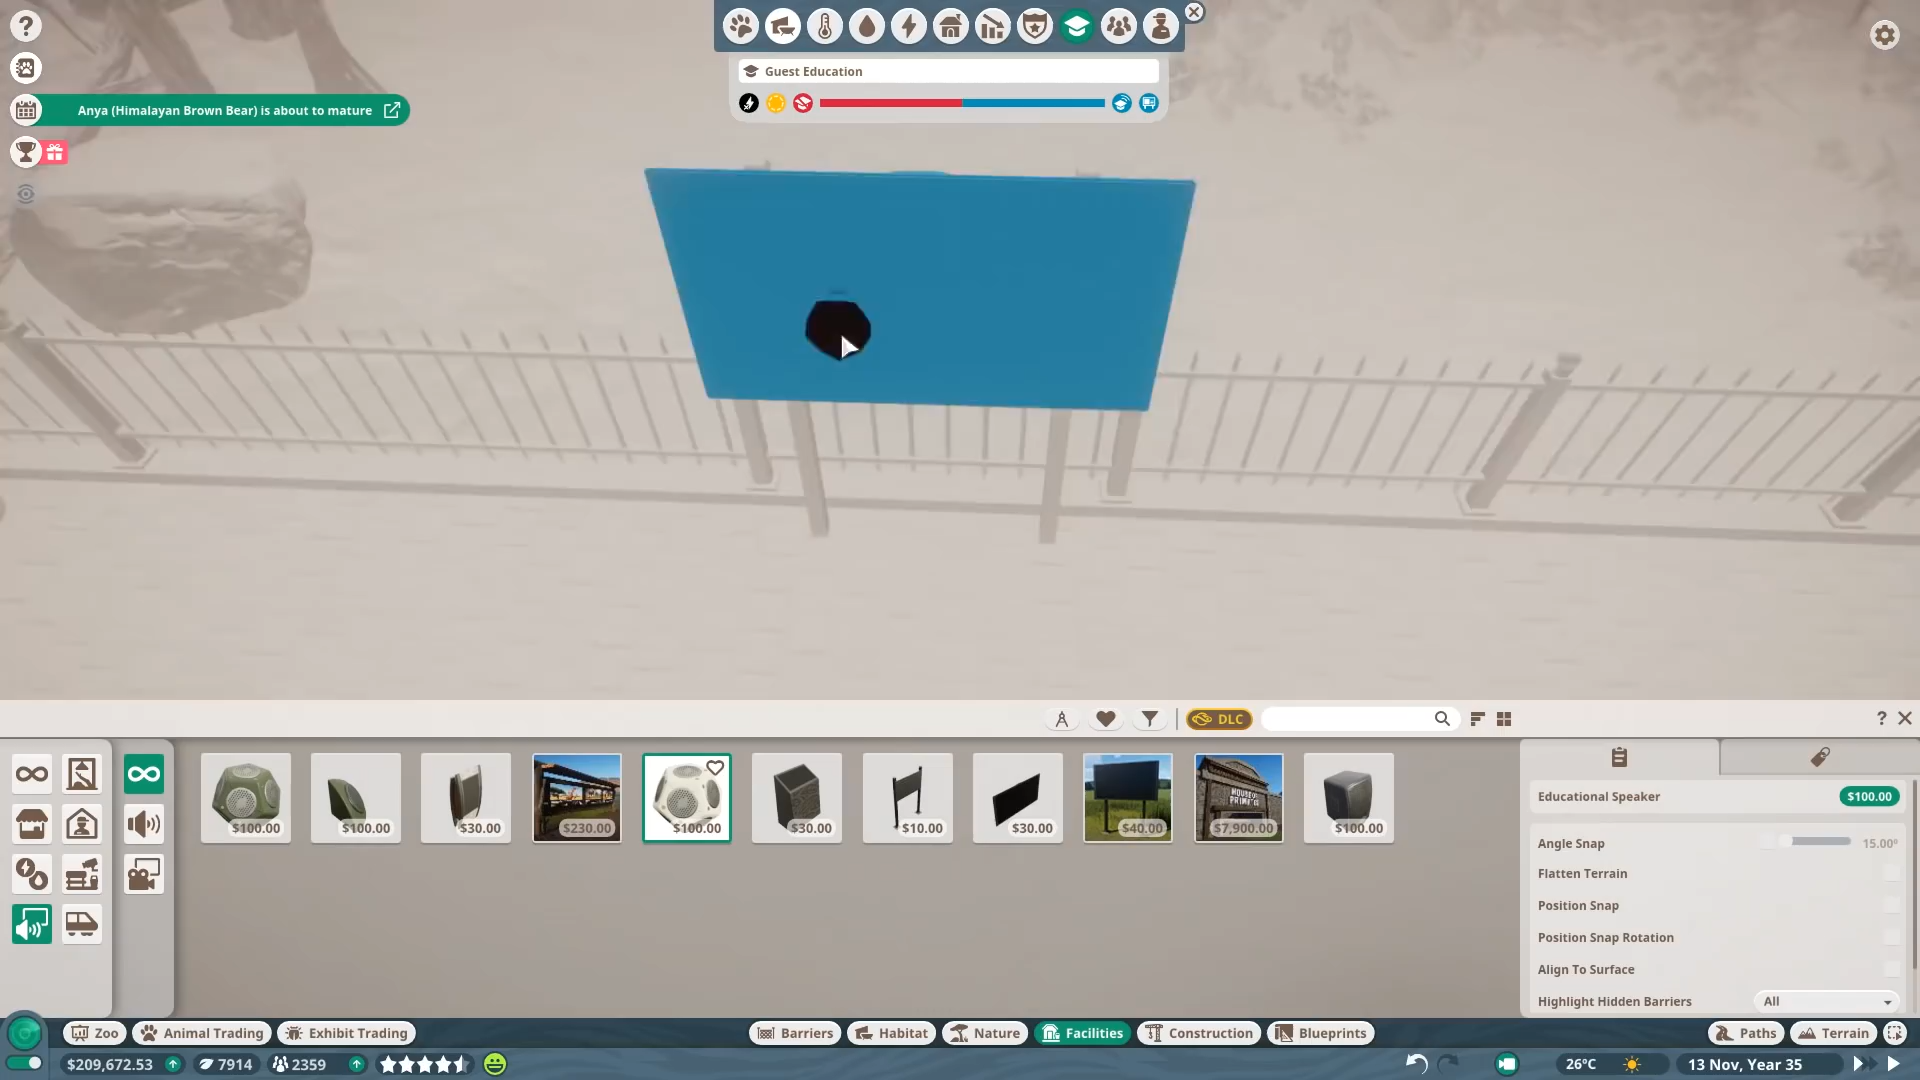 Guest Education
Anya (Himalayan Brown Bear) is about to mature
DLC
$100.00
$100.00
$30.00
$230.00
$100.00
$30.00
$10.00
$30.00
$40.00
$7,900.00
$100.00
Educational Speaker
$100.00
Angle Snap
15.00°
Flatten Terrain
Position Snap
Position Snap Rotation
Align To Surface
Highlight Hidden Barriers
All
Zoo
Animal Trading
Exhibit Trading
Barriers
Habitat
Nature
Facilities
Construction
Blueprints
Paths
Terrain
$209,672.53
7914
2359
26°C
13 Nov, Year 35